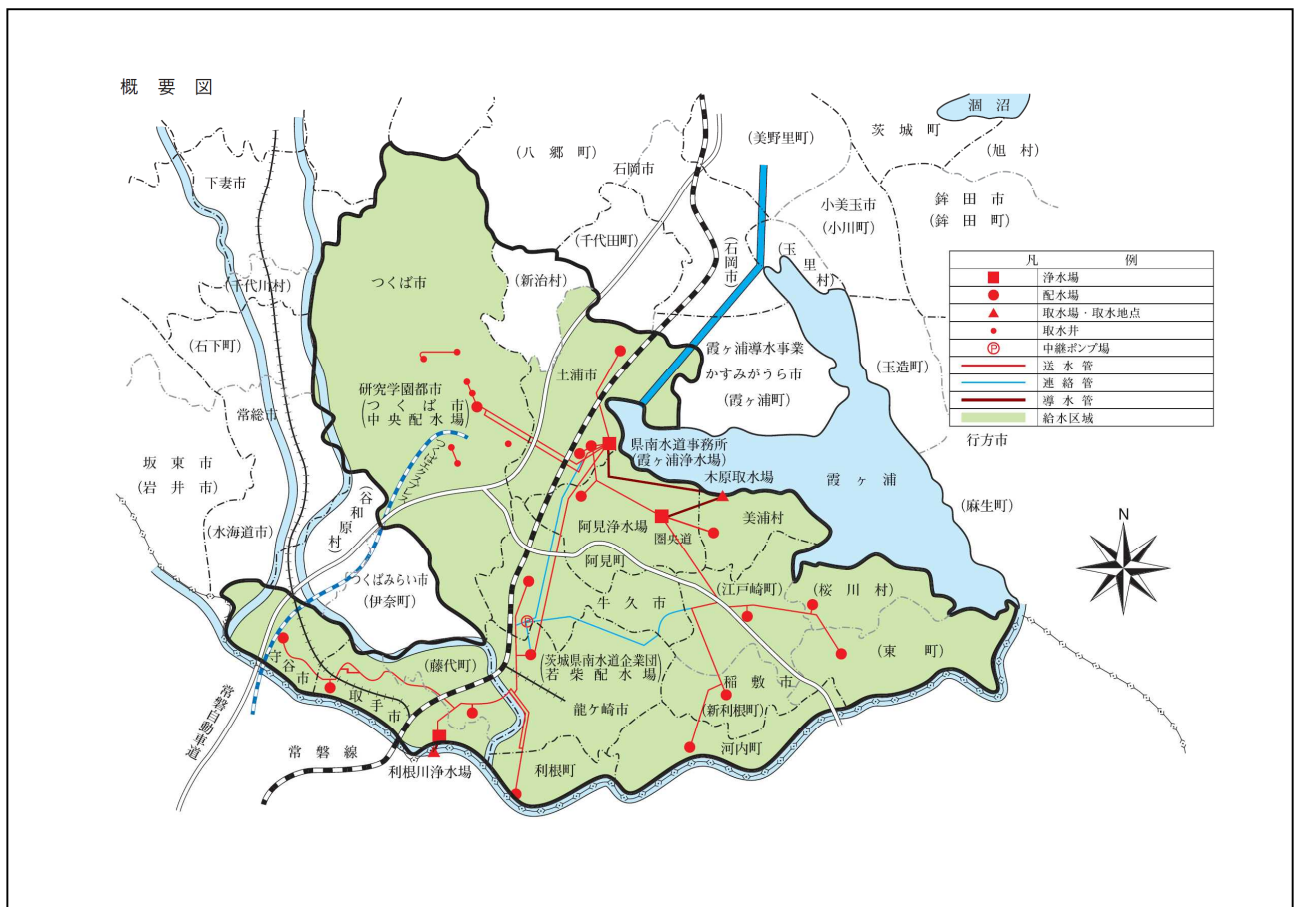 概要図
涸沼
茨城町
(旭村)
(美野里町)
(八郷町)
石岡市
下妻市
小美玉市
(小川町)
鉾田市
(鉾田町)
(千代田町)
(石岡市)
(玉里村)
つくば市
(新治村)
(千代川村)
凡例
浄水場
配水場
取水場・取水地点
取水井
中継ポンプ場
送水管
連絡管
導水管
給水区域
(石下町)
霞ヶ浦導水事業
かすみがうら市
(霞ヶ浦町)
土浦市
(玉造町)
研究学園都市
(つくば市)
(中央配水場)
常総市
行方市
県南水道事務所
(霞ヶ浦浄水場)
つくばエクスプレス
坂東市
(岩井市)
木原取水場
霞ヶ浦
(麻生町)
N
(谷和原村)
(水海道市)
阿見浄水場
美浦村
圏央道
阿見町
つくばみらい市
(伊奈町)
(江戸崎町)
(桜川村)
牛久市
(東町)
(藤代町)
(茨城県南水道企業団)
(若柴配水場)
守谷市
稲敷市
取手市
龍ケ崎市
(新利根町)
常磐自動車道
常磐線
河内町
利根川浄水場
利根町
P